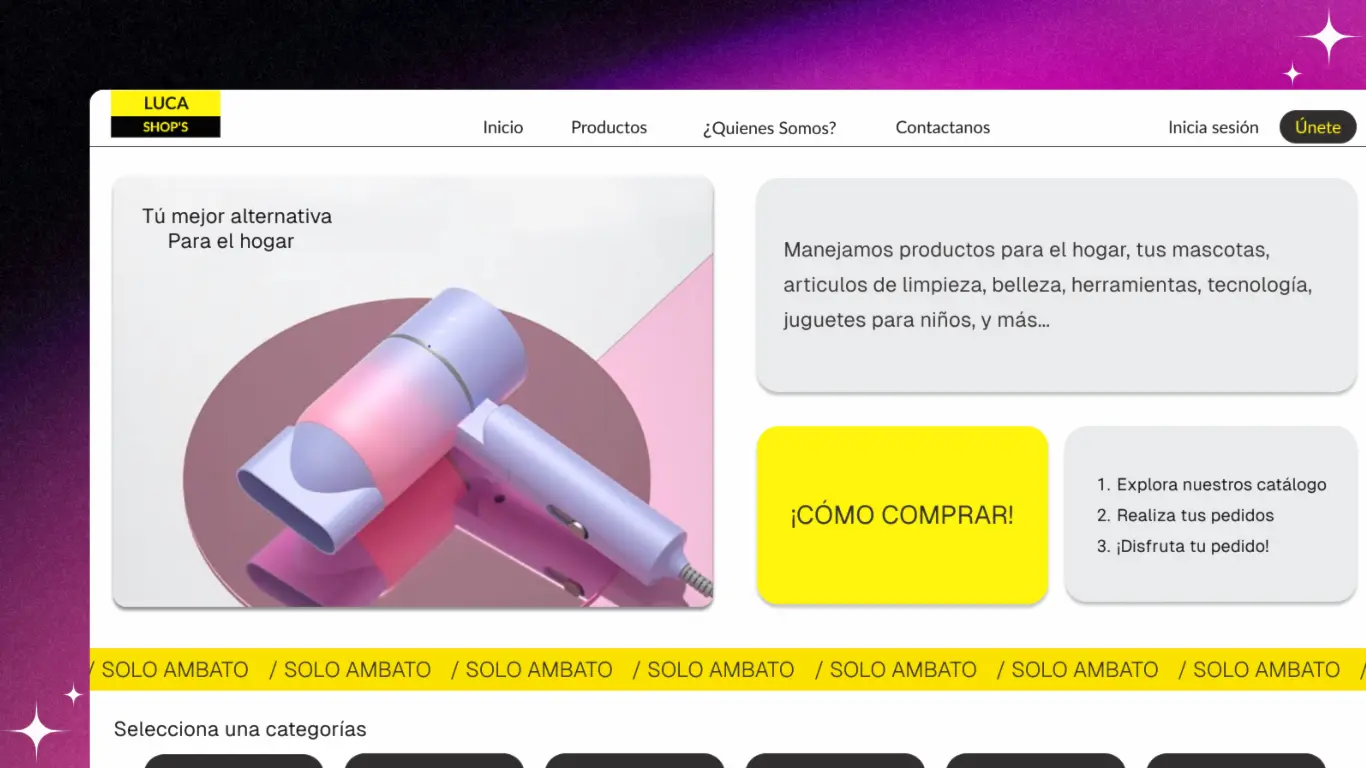 LUCA
SHOP'S
Inicio
Productos
¿Quienes Somos?
Contactanos
Inicia sesión
Únete
Tú mejor alternativa
Para el hogar
Manejamos productos para el hogar, tus mascotas,
articulos de limpieza, belleza, herramientas, tecnología,
juguetes para niños, y más...
¡CÓMO COMPRAR!
1. Explora nuestros catálogo
2. Realiza tus pedidos
3. ¡Disfruta tu pedido!
/ SOLO AMBATO / SOLO AMBATO / SOLO AMBATO / SOLO AMBATO / SOLO AMBATO / SOLO AMBATO / SOLO AMBATO /
Selecciona una categorías